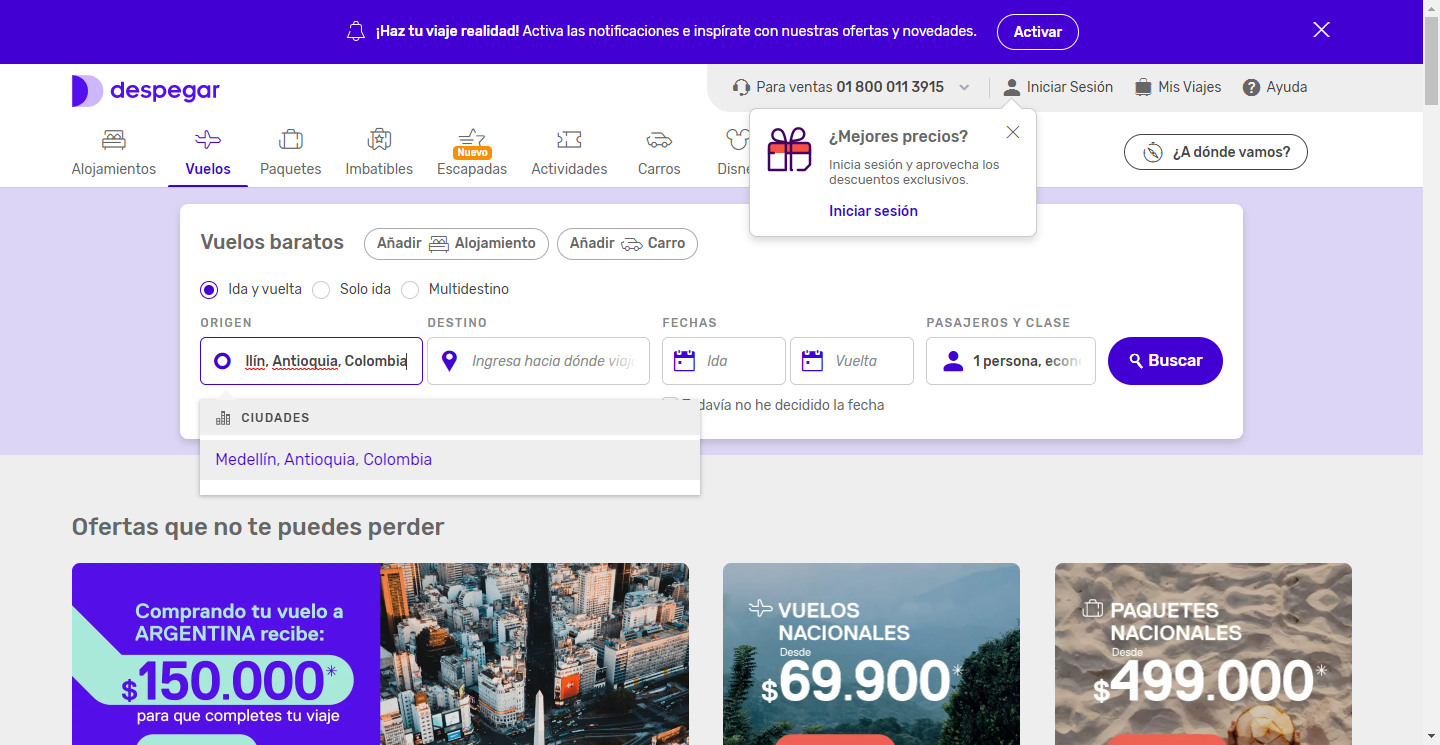 ¡Haz tu viaje realidad! Activa las notificaciones e inspírate con nuestras ofertas y novedades.
Activar
despegar
Para ventas 01 800 011 3915
Iniciar Sesión
Mis Viajes
Ayuda
Alojamientos
Vuelos
Paquetes
Imbatibles
Nuevo
Escapadas
Actividades
Carros
¿A dónde vamos?
¿Mejores precios?
Inicia sesión y aprovecha los
descuentos exclusivos.
Iniciar sesión
Vuelos baratos
Añadir Alojamiento
Añadir Carro
Ida y vuelta
Solo ida
Multidestino
ORIGEN
DESTINO
FECHAS
PASAJEROS Y CLASE
llín, Antioquia, Colombia
Ingresa hacia dónde viaj
Ida
Vuelta
1 persona, econ
Buscar
Todavía no he decidido la fecha
CIUDADES
Medellín, Antioquia, Colombia
Ofertas que no te puedes perder
Comprando tu vuelo a
ARGENTINA recibe:
$150.000*
para que completes tu viaje
VUELOS
NACIONALES
Desde
$69.900*
PAQUETES
NACIONALES
Desde
$499.000*